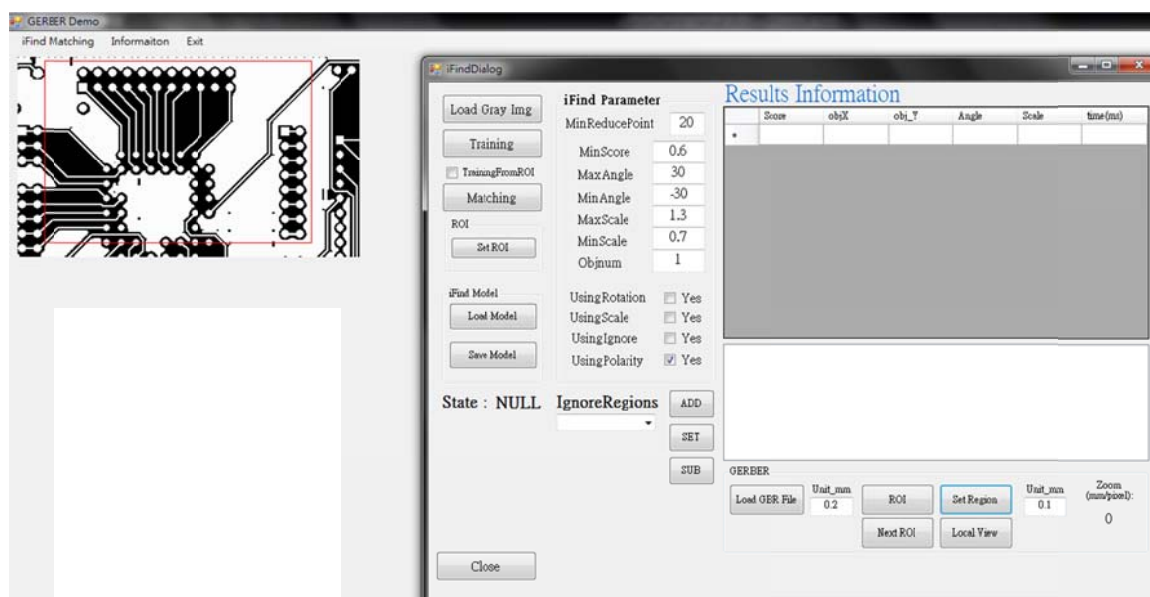 GERBER Demo
iFind Matching Informaiton Exit
iFindDialog
Load Gray Img
Training
TrainingFromROI
Matching
ROI
Set ROI
iFind Model
Load Model
Save Model
State : NULL
iFind Parameter
MinReducePoint 20
MinScore 0.6
MaxAngle 30
MinAngle -30
MaxScale 1.3
MinScale 0.7
Objnum 1
UsingRotation Yes
UsingScale Yes
UsingIgnore Yes
UsingPolarity Yes
IgnoreRegions
ADD
SET
SUB
Close
Results Information
Score objX obj_Y Angle Scale time(ms)
GERBER
Load GBR File
Unit_mm
0.2
ROI
Set Region
Next ROI
Local View
Unit_mm
0.1
Zoom
(mm/pixel):
0